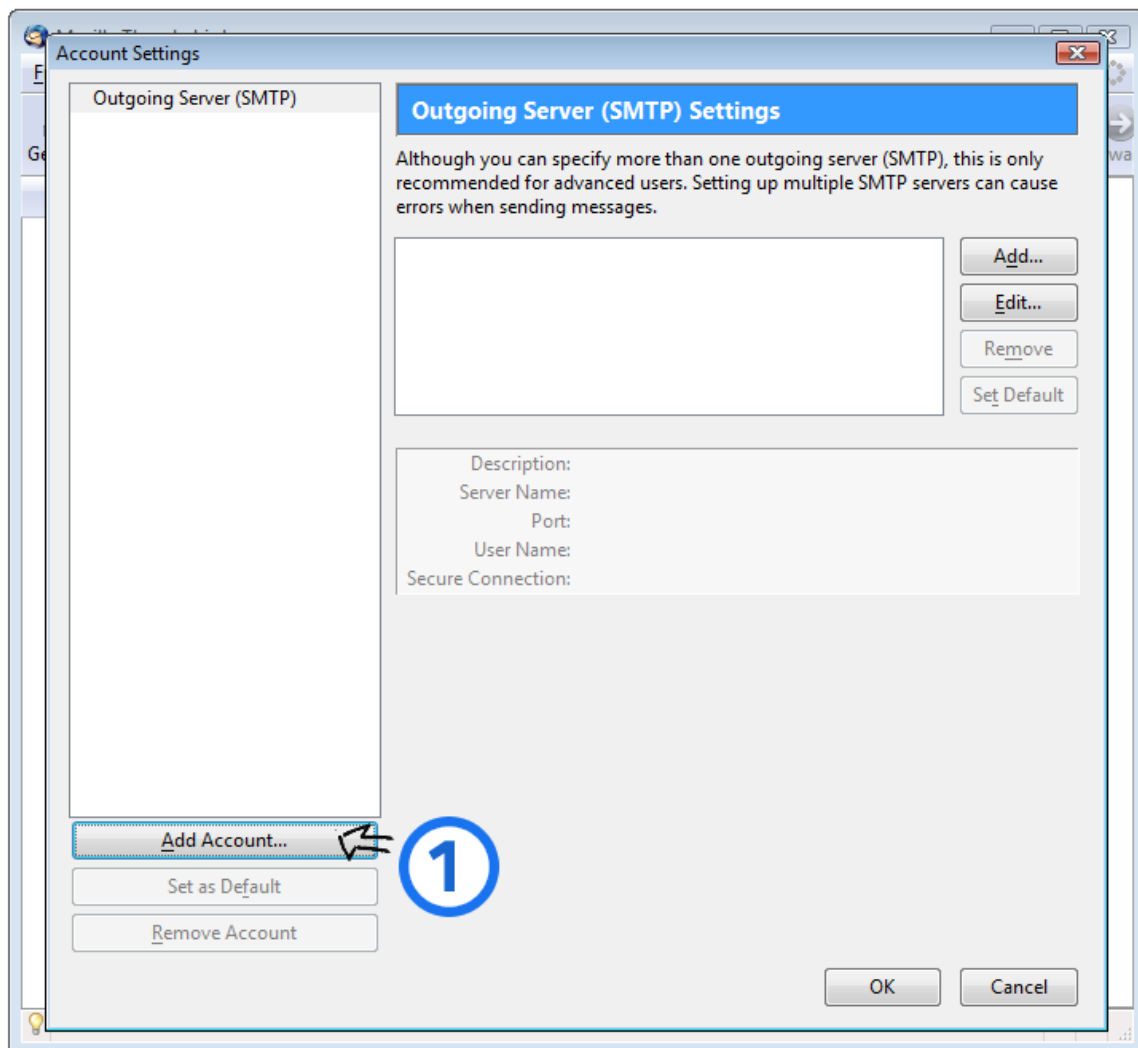 Account Settings
Outgoing Server (SMTP)
Outgoing Server (SMTP) Settings
Although you can specify more than one outgoing server (SMTP), this is only
recommended for advanced users. Setting up multiple SMTP servers can cause
errors when sending messages.
Add...
Edit...
Remove
Set Default
Description:
Server Name:
Port:
User Name:
Secure Connection:
Add Account...
1
Set as Default
Remove Account
OK
Cancel